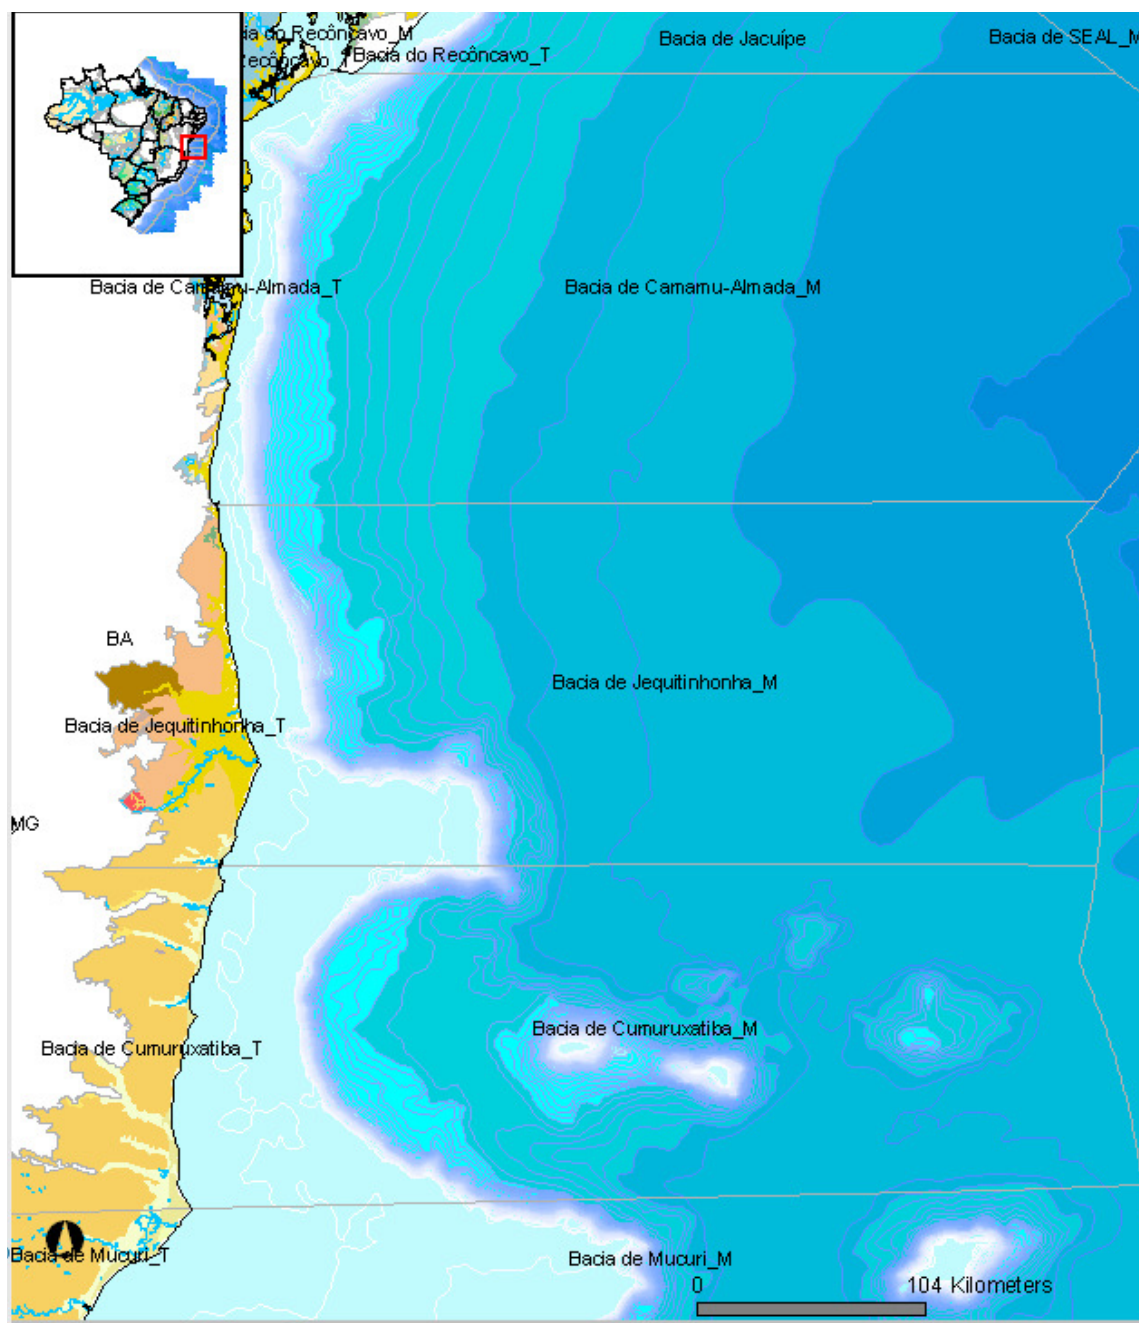 ia do Recôncavo_M
Recôncavo_
Bacia do Recôncavo_T
Bacia de Jacuípe
Bacia de SEAL_M
Bacia de Camamu-Almada_T
Bacia de Camamu-Almada_M
BA
Bacia de Jequitinhonha_M
Bacia de Jequitinhonha_T
MG
Bacia de Cumuruxatiba_M
Bacia de Cumuruxatiba_T
Bacia de Mucuri_T
Bacia de Mucuri_M
0
104 Kilometers